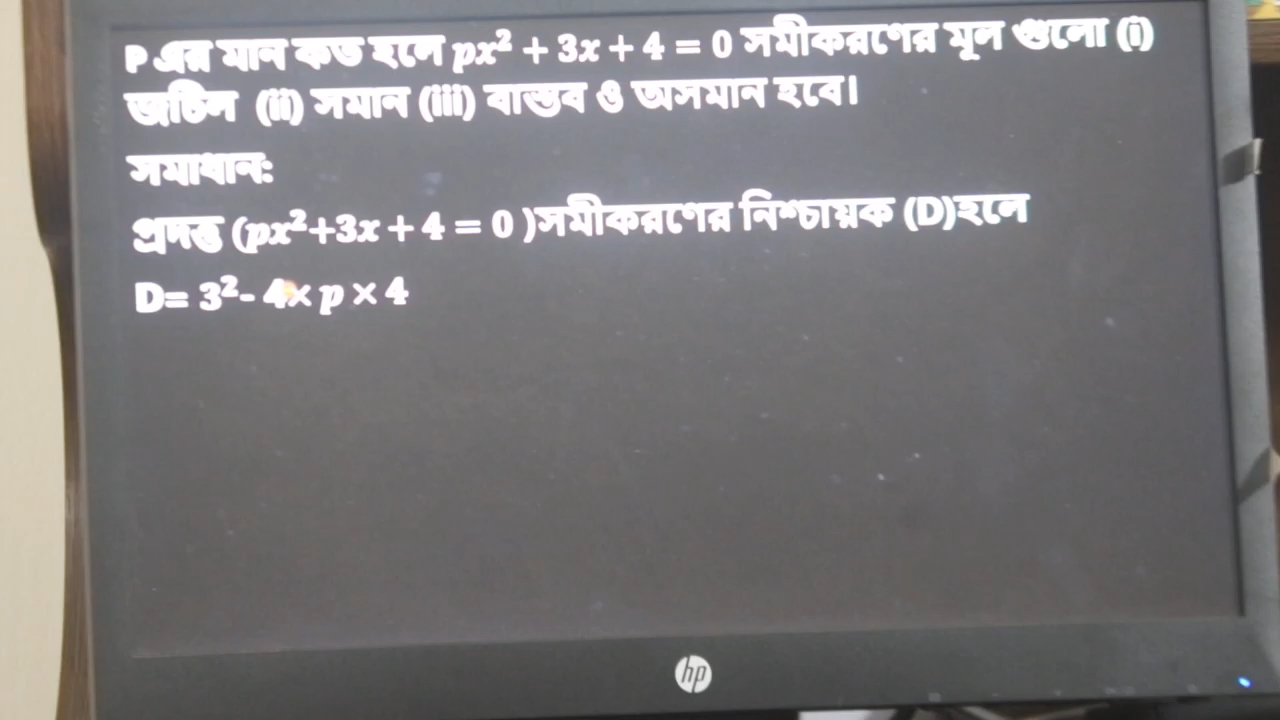 P এর মান কত হলে px² + 3x + 4 = 0 সমীকরণের মূল গুলো (i)
জটিল (ii) সমান (iii) বাস্তব ও অসমান হবে।
সমাধান:
প্রদত্ত (px²+3x + 4 = 0 )সমীকরণের নিশ্চায়ক (D)হলে
D= 3²- 4× p × 4
hp